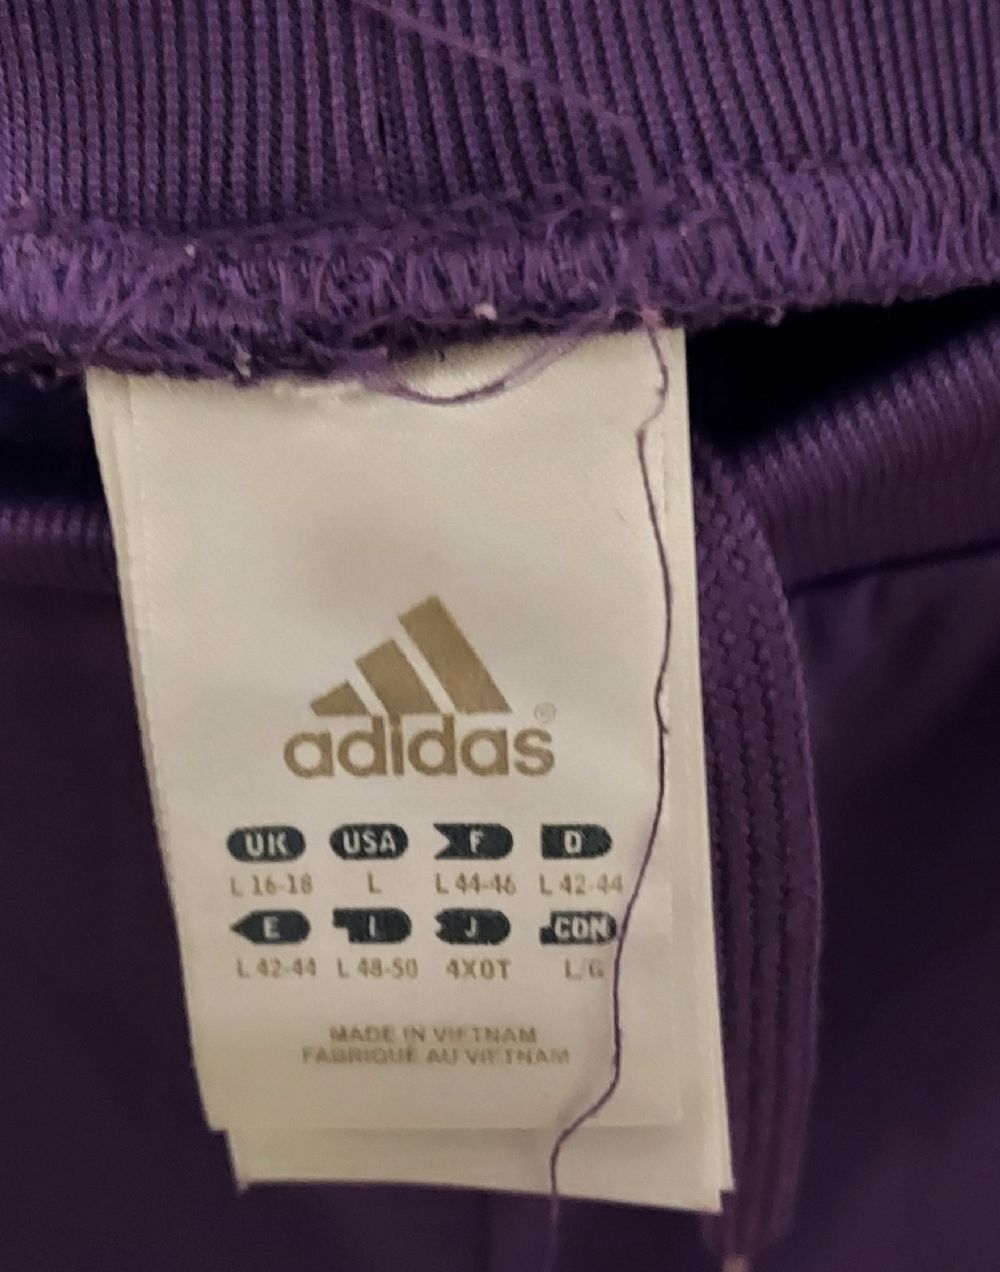 adidas®
UK USA F D
L 16-18 L L 44-46 L 42-44
E I J CON
L 42-44 L 48-50 4XOT L/G
MADE IN VIETNAM
FABRIQUÉ AU VIETNAM